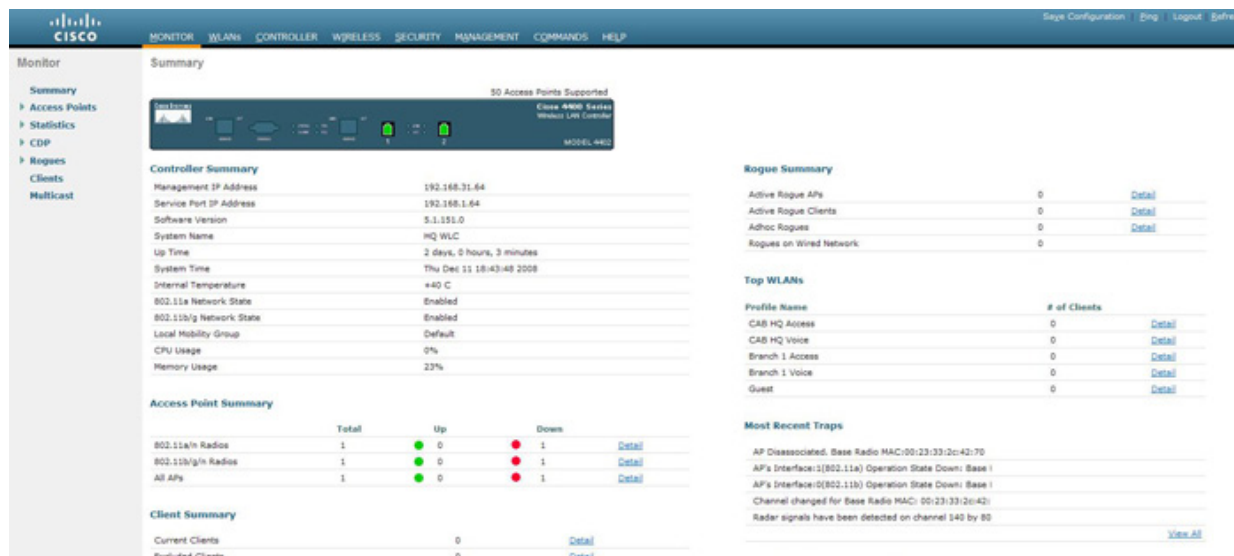 Save Configuration Ping Logout Refre
CISCO
MONITOR WLANs CONTROLLER WIRELESS SECURITY MANAGEMENT COMMANDS HELP
Monitor
Summary
Access Points
Statistics
CDP
Rogues
Clients
Multicast
Summary
50 Access Points Supported
Cisco 4400 Series
Wireless LAN Controller
MODEL 4402
1 2
Controller Summary
Management IP Address 192.168.31.64
Service Port IP Address 192.168.1.64
Software Version 5.1.151.0
System Name HQ WLC
Up Time 2 days, 0 hours, 3 minutes
System Time Thu Dec 11 18:43:48 2008
Internal Temperature +40 C
802.11a Network State Enabled
802.11b/g Network State Enabled
Local Mobility Group Default
CPU Usage 0%
Memory Usage 23%
Access Point Summary
Total Up Down
802.11a/n Radios 1 0 1 Detail
802.11b/g/n Radios 1 0 1 Detail
All APs 1 0 1 Detail
Client Summary
Current Clients 0 Detail
Excluded Clients 0 Detail
Rogue Summary
Active Rogue APs 0 Detail
Active Rogue Clients 0 Detail
Adhoc Rogues 0 Detail
Rogues on Wired Network 0
Top WLANs
Profile Name # of Clients
CAB HQ Access 0 Detail
CAB HQ Voice 0 Detail
Branch 1 Access 0 Detail
Branch 1 Voice 0 Detail
Guest 0 Detail
Most Recent Traps
AP Disassociated. Base Radio MAC:00:23:33:2c:42:70
AP's Interface:1(802.11a) Operation State Down: Base
AP's Interface:0(802.11b) Operation State Down: Base
Channel changed for Base Radio MAC: 00:23:33:2c:42:
Radar signals have been detected on channel 140 by 80
View All